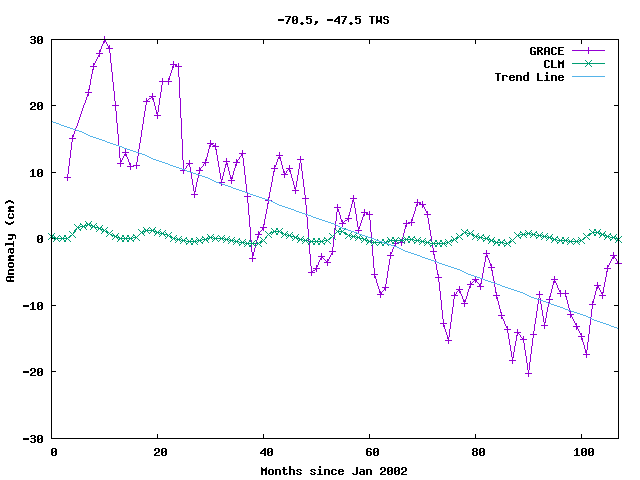 -70.5, -47.5 TWS
GRACE
CLM
Trend Line
30
20
10
0
-10
-20
-30
Anomaly (cm)
0 20 40 60 80 100
Months since Jan 2002